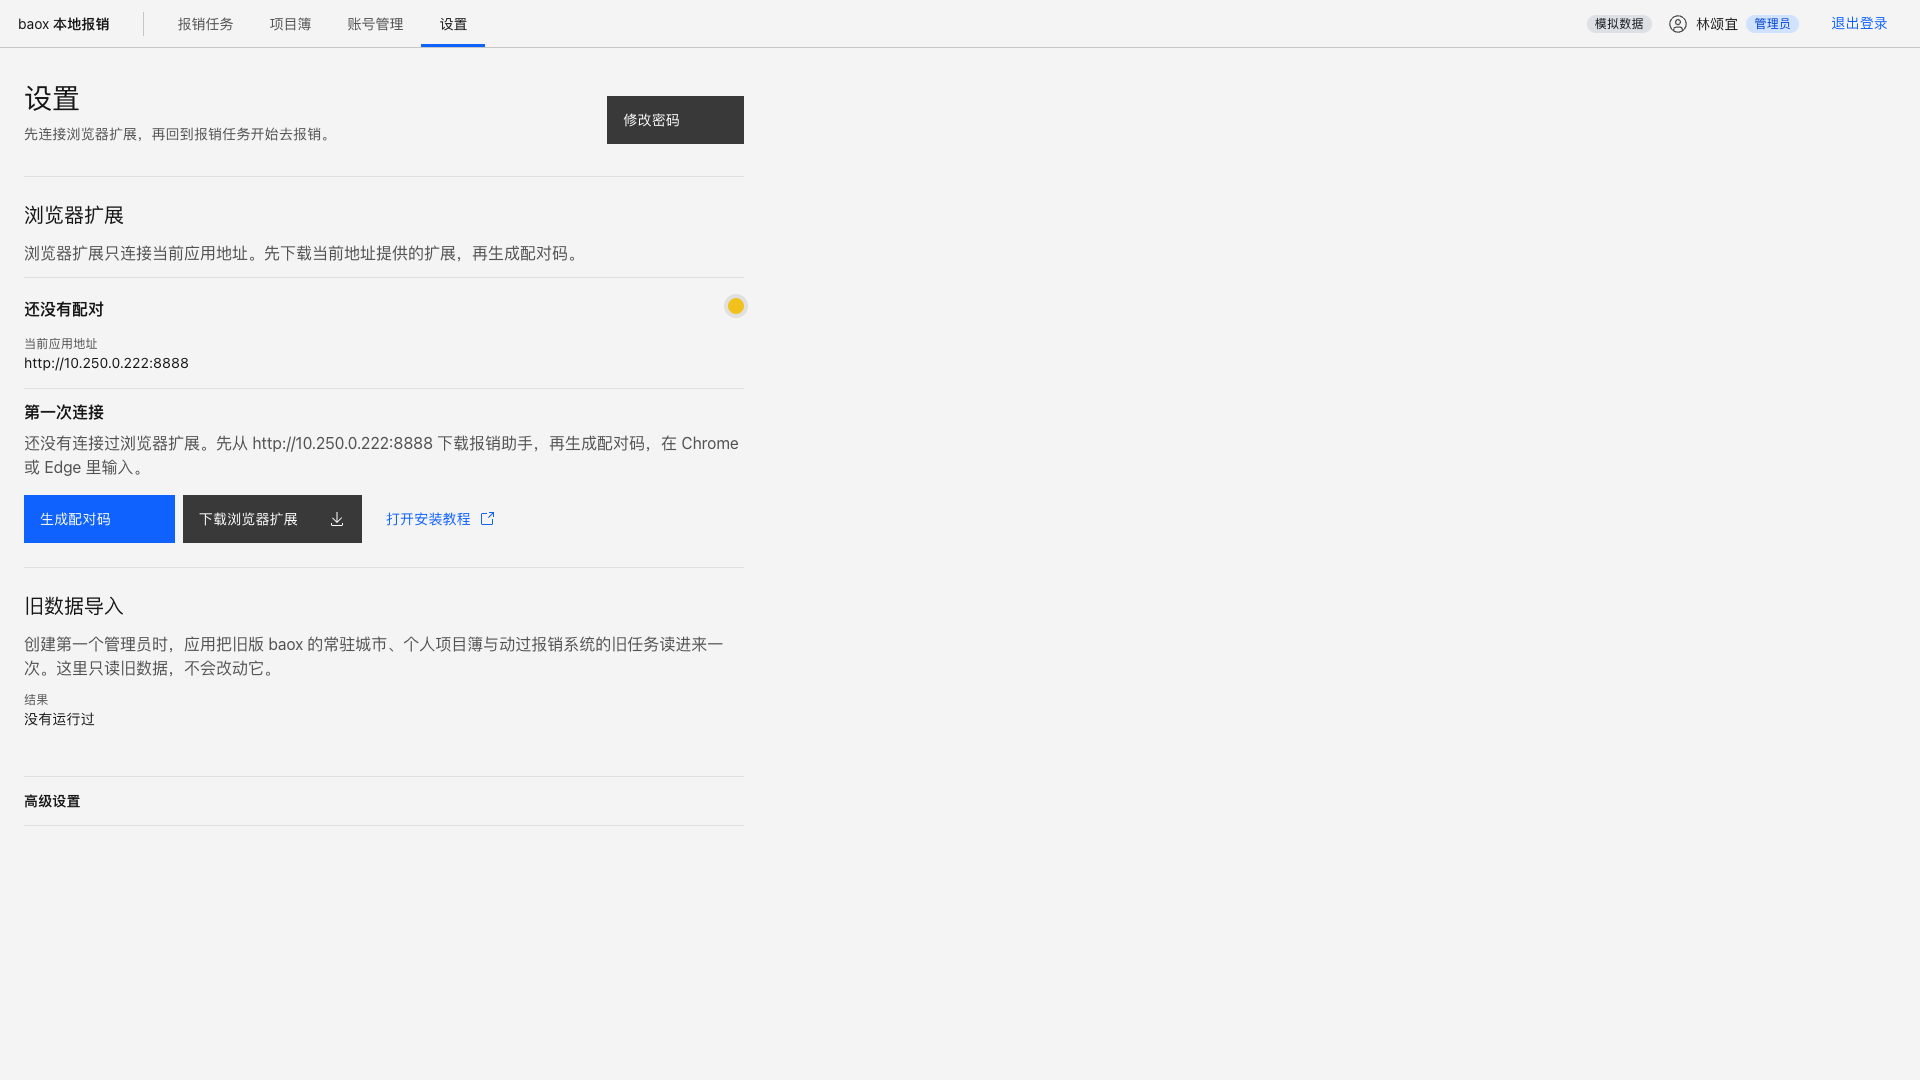 baox 本地报销
报销任务
项目簿
账号管理
设置
模拟数据
林颂宜
管理员
退出登录
设置
先连接浏览器扩展，再回到报销任务开始去报销。
修改密码
浏览器扩展
浏览器扩展只连接当前应用地址。先下载当前地址提供的扩展，再生成配对码。
还没有配对
当前应用地址
http://10.250.0.222:8888
第一次连接
还没有连接过浏览器扩展。先从 http://10.250.0.222:8888 下载报销助手，再生成配对码，在 Chrome
或 Edge 里输入。
生成配对码
下载浏览器扩展
打开安装教程
旧数据导入
创建第一个管理员时，应用把旧版 baox 的常驻城市、个人项目簿与动过报销系统的旧任务读进来一
次。这里只读旧数据，不会改动它。
结果
没有运行过
高级设置